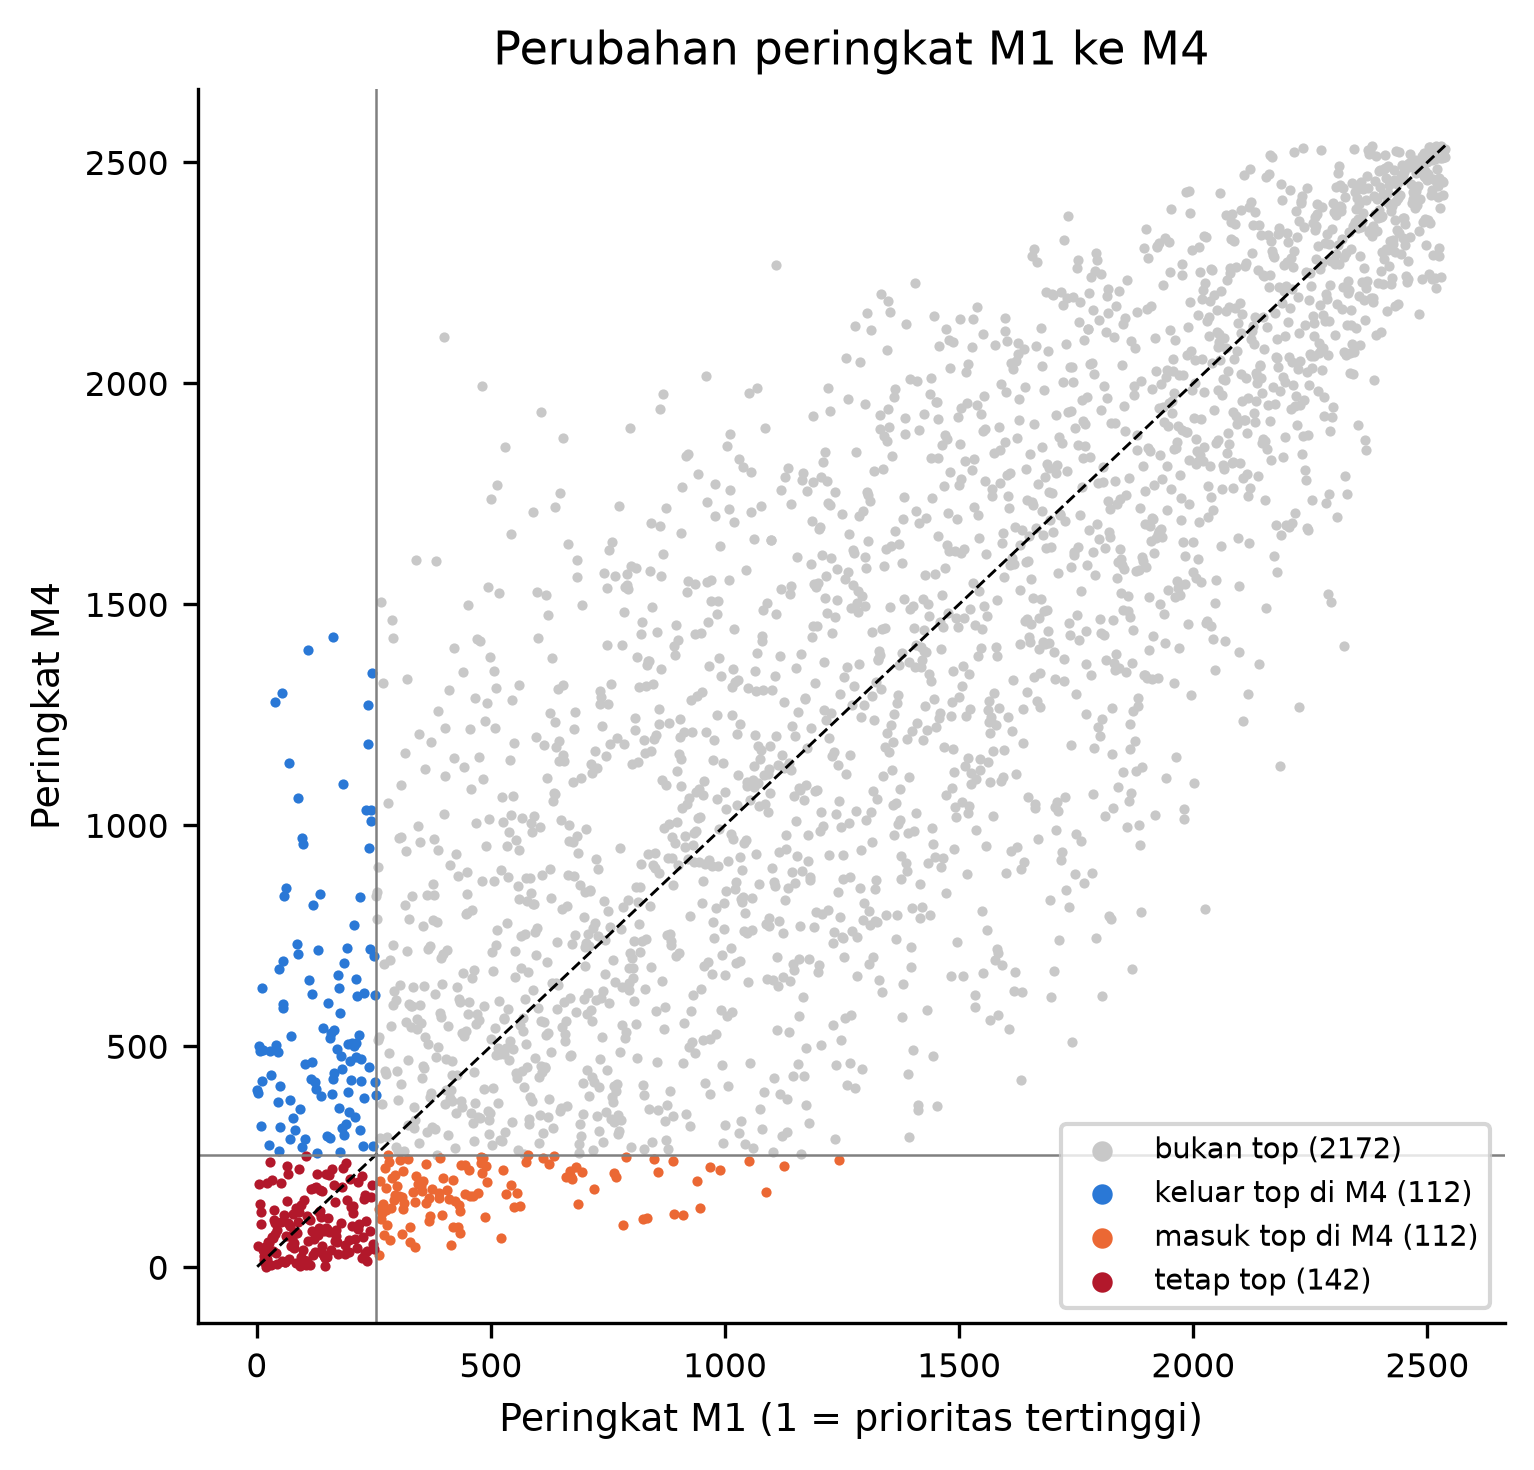 Perubahan peringkat M1 ke M4
Peringkat M4
2500
2000
1500
1000
500
0
bukan top (2172)
keluar top di M4 (112)
masuk top di M4 (112)
tetap top (142)
0 500 1000 1500 2000 2500
Peringkat M1 (1 = prioritas tertinggi)